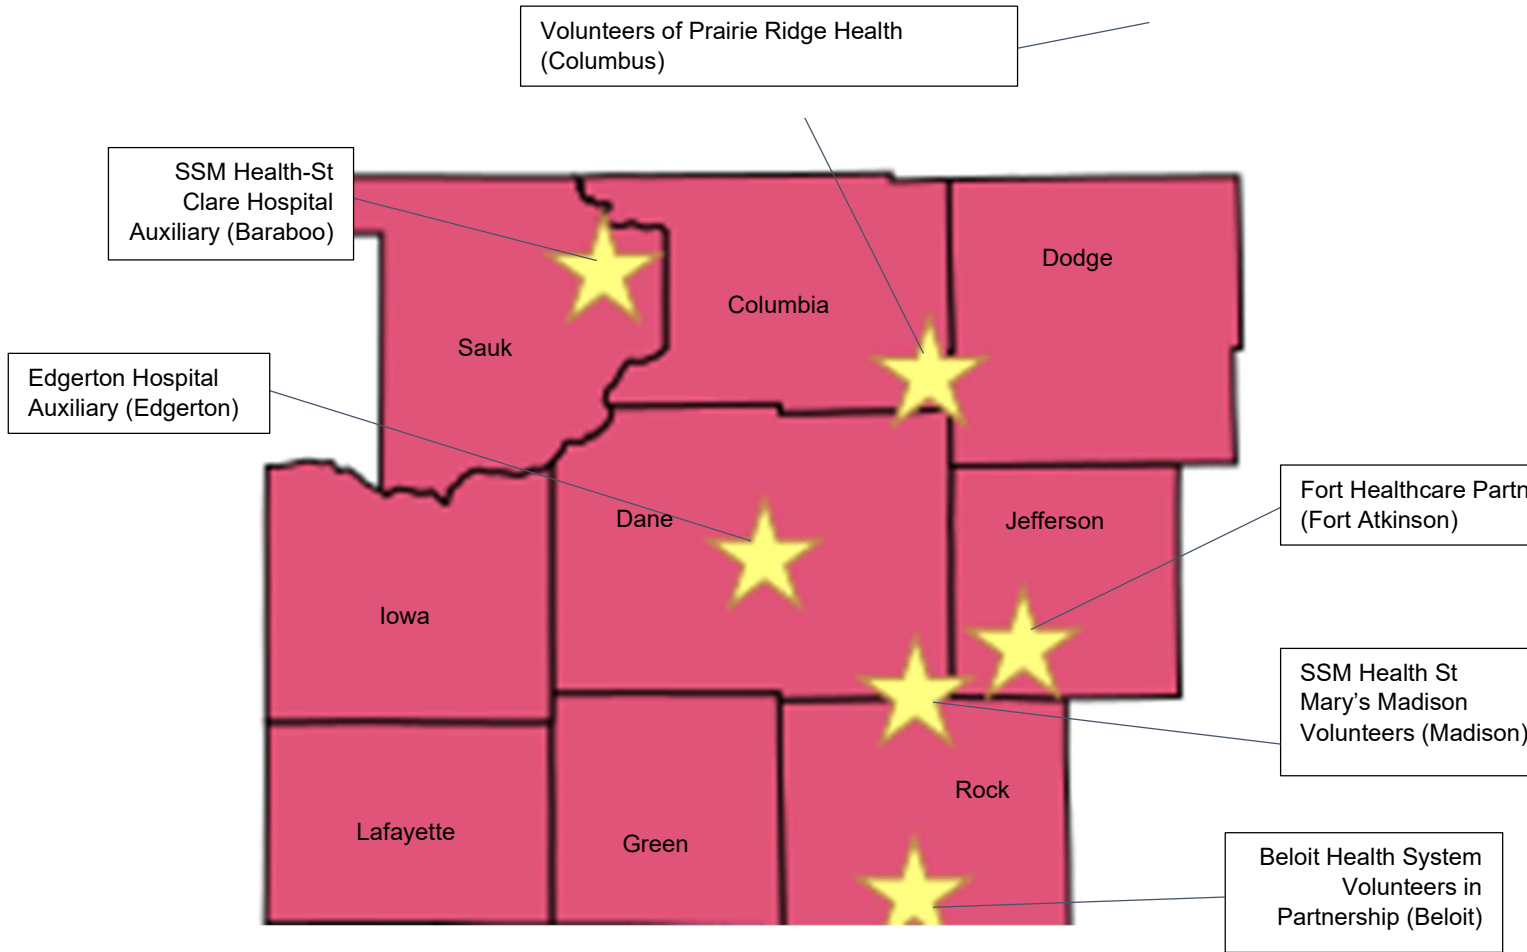 Volunteers of Prairie Ridge Health
(Columbus)
SSM Health-St
Clare Hospital
Auxiliary (Baraboo)
Dodge
Columbia
Sauk
Edgerton Hospital
Auxiliary (Edgerton)
Fort Healthcare Partn
(Fort Atkinson)
Dane
Jefferson
Iowa
SSM Health St
Mary’s Madison
Volunteers (Madison)
Rock
Lafayette
Green
Beloit Health System
Volunteers in
Partnership (Beloit)